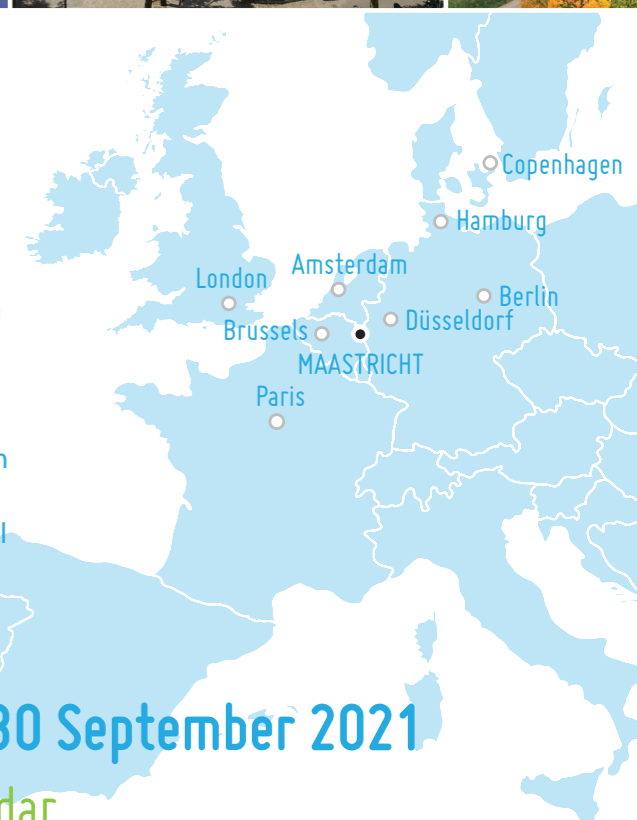 Copenhagen
Hamburg
Amsterdam
London
Berlin
Düsseldorf
Brussels
MAASTRICHT
Paris
30 September 2021